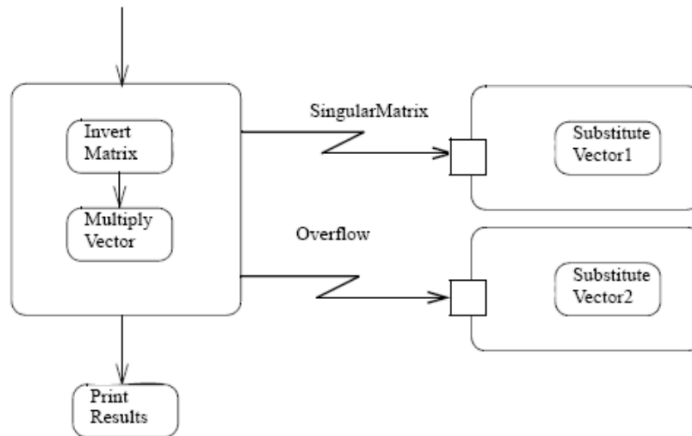 SingularMatrix
Invert
Matrix
Substitute
Vector1
Multiply
Vector
Overflow
Substitute
Vector2
Print
Results